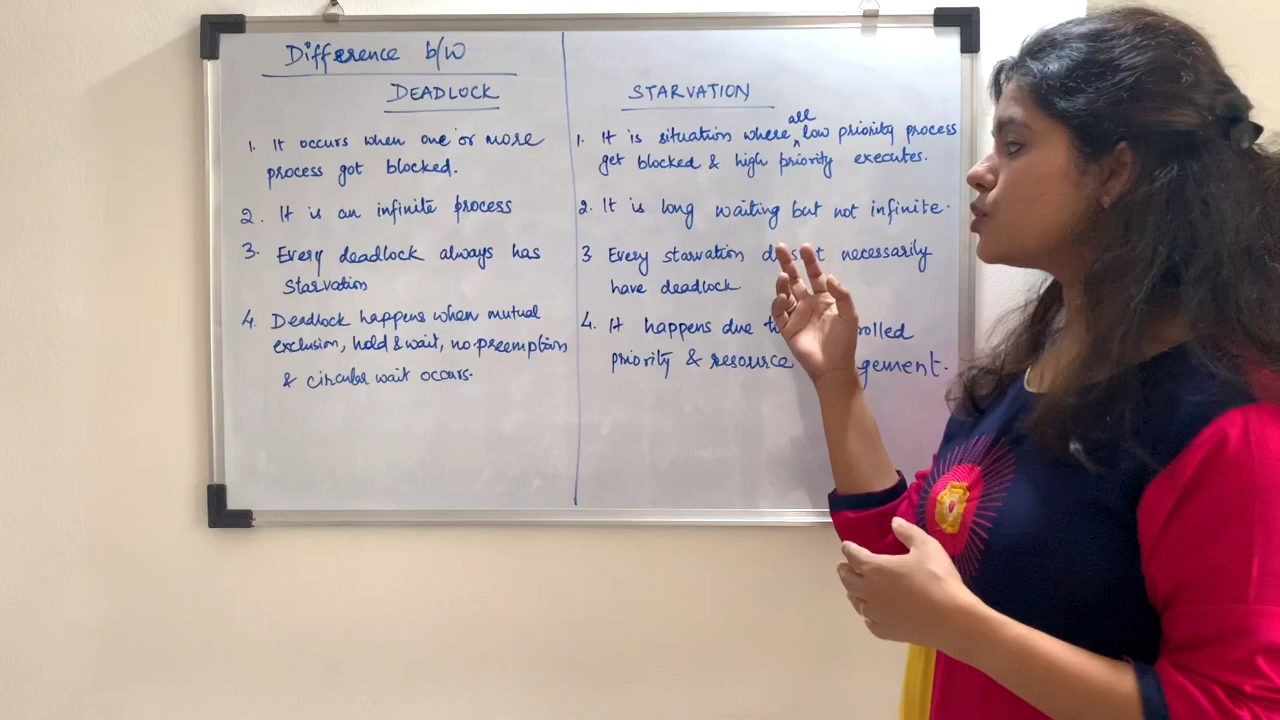 Difference b/w
DEADLOCK
1. It occurs when one or more
process got blocked.
2. It is an infinite process
3. Every deadlock always has
starvation
4. Deadlock happens when mutual
exclusion, hold & wait, no preemption
& circular wait occurs.
STARVATION
1. It is situation where all low priority process
get blocked & high priority executes.
2. It is long waiting but not infinite.
3 Every starvation necessarily
have deadlock
4. It happens due
priority & resource